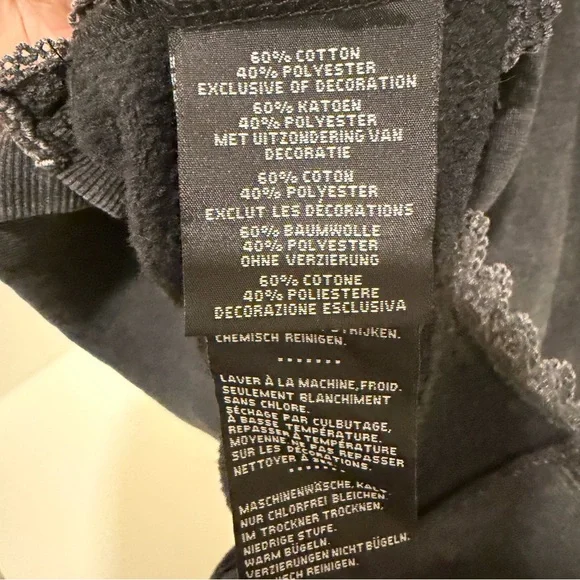 60% COTTON
40% POLYESTER
EXCLUSIVE OF DECORATION
60% KATOEN
40% POLYESTER
MET UITZONDERING VAN
DECORATIE
60% COTON
40% POLYESTER
EXCLUT LES DÉCORATIONS
60% BAUMWOLLE
40% POLYESTER
OHNE VERZIERUNG
60% COTONE
40% POLIESTERE
DECORAZIONE ESCLUSIVA
STRIJKEN.
CHEMISCH REINIGEN.
LAVER À LA MACHINE, FROID.
SEULEMENT BLANCHIMENT
SANS CHLORE.
SÉCHAGE PAR CULBUTAGE,
À BASSE TEMPÉRATURE.
REPASSER À TEMPÉRATURE
MOYENNE NE PAS REPASSER
SUR LES DÉCORATIONS.
NETTOYER À
MASCHINENWÄSCHE,
NUR CHLORFREI BLEICHEN.
IM TROCKNER TROCKNEN,
NIEDRIGE STUFE.
WARM BÜGELN.
VERZIERUNGEN NICHT BÜGELN.
REINIGEN.